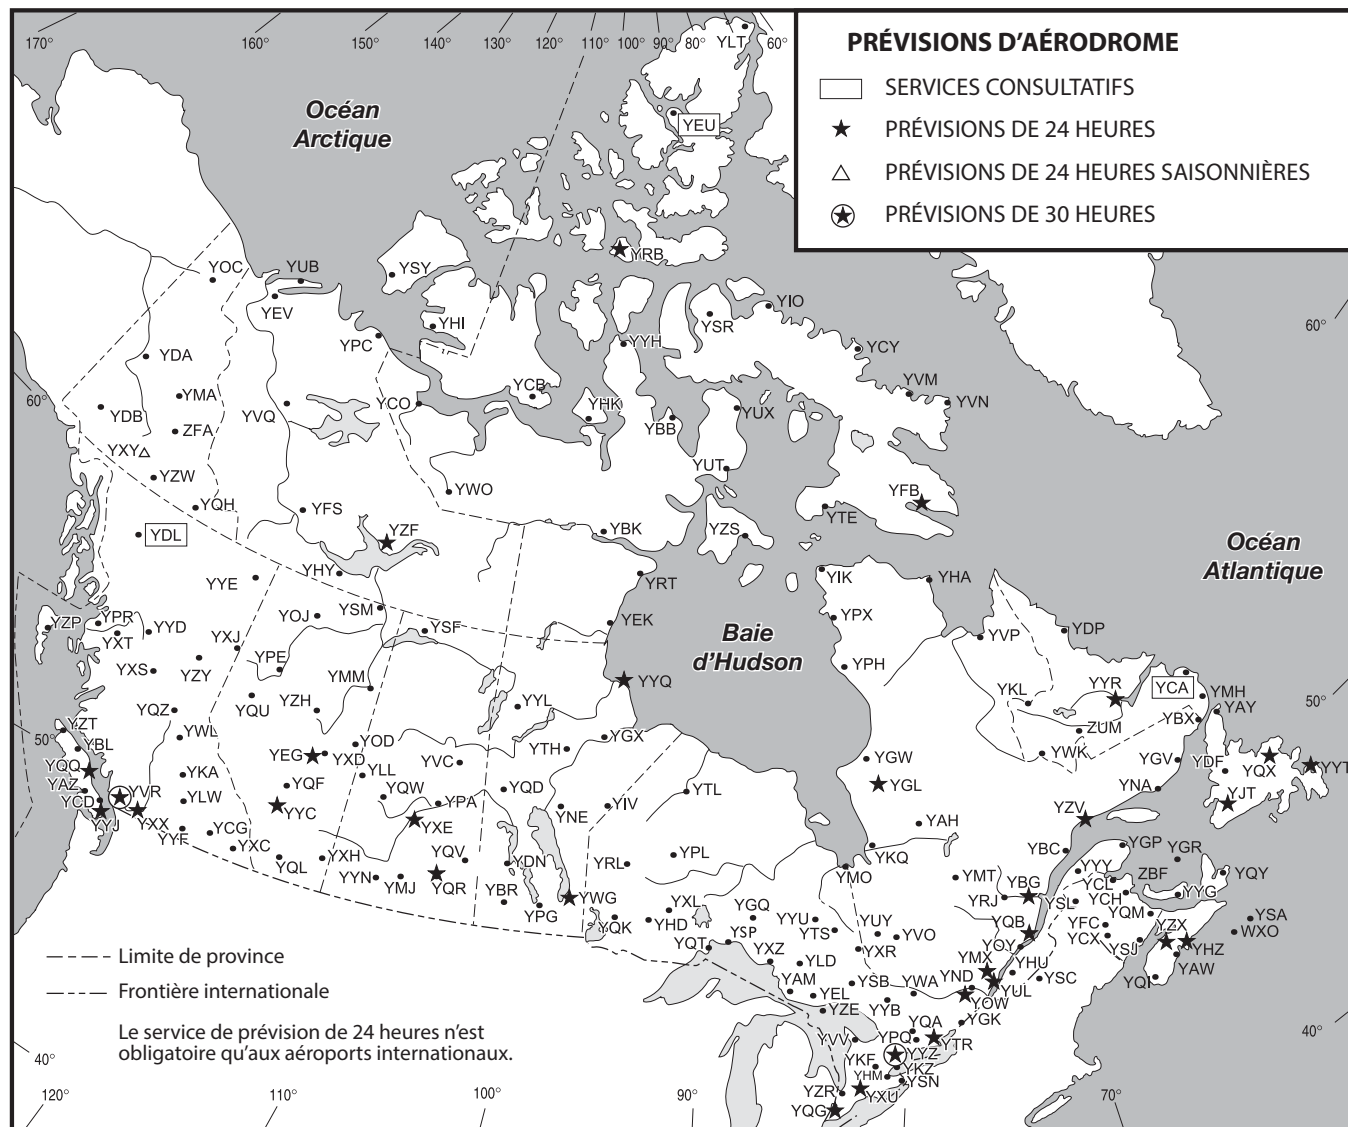 170°
160°
150°
140°
130°
120°
110°
100°
90°
80°
70°
60°
YLT
PRÉVISIONS D'AÉRODROME
SERVICES CONSULTATIFS
PRÉVISIONS DE 24 HEURES
PRÉVISIONS DE 24 HEURES SAISONNIÈRES
PRÉVISIONS DE 30 HEURES
Océan
Arctique
YEU
YRB
YOC
YUB
YSY
YEV
YHI
YPC
YIO
YSR
YYH
YCY
60°
YDA
YMA
YCB
YVM
YVN
60°
YDB
YVQ
YCO
YHK
YBB
YUX
ZFA
YXY
YZW
YUT
YWO
YFB
YQH
YFS
YTE
YDL
YZF
YBK
YZS
Océan
Atlantique
YYE
YHY
YRT
YIK
YHA
YSM
YOJ
YZP
YPR
YXT
YYD
YXJ
YSF
YEK
Baie
d'Hudson
YPX
YVP
YDP
YXS
YZY
YPE
YMM
YPH
YYQ
YKL
YYR
YCA
YMH
50°
YQZ
YQU
YZH
YYL
YAY
YBX
ZUM
50°
YZT
YBL
YWL
YEG
YXD
YOD
YTH
YGX
YWK
YGW
YGV
YDF
YQX
YYT
YQQ
YKA
YLL
YVC
YAZ
YVR
YQF
YQW
YQD
YTL
YGL
YNA
YJT
YCD
YLW
YYC
YPA
YNE
YIV
YZV
YYJ
YXX
YYF
YCG
YXE
YAH
YXC
YQL
YXH
YQV
YDN
YRL
YPL
YKQ
YBC
YGP
YGR
YYN
YMJ
YQR
YBR
YMO
YMT
YBG
YYY
YCL
ZBF
YQY
YPG
YWG
YXL
YGQ
YRJ
YSL
YCH
YYG
YQK
YHD
YYU
YTS
YUY
YVO
YQB
YFC
YQM
YZX
YSA
WXO
YQT
YSP
YXZ
YXR
YOY
YCX
YSJ
YHZ
Limite de province
YLD
YMX
YHU
YAW
YAM
YSB
YWA
YND
YUL
YSC
YQI
Frontière internationale
YEL
YZE
YYB
YOW
YGK
Le service de prévision de 24 heures n'est
obligatoire qu'aux aéroports internationaux.
YQA
YVV
YPQ
YYZ
YTR
40°
40°
YKF
YKZ
YHM
YSN
YZR
YXU
YQG
120°
110°
100°
90°
70°